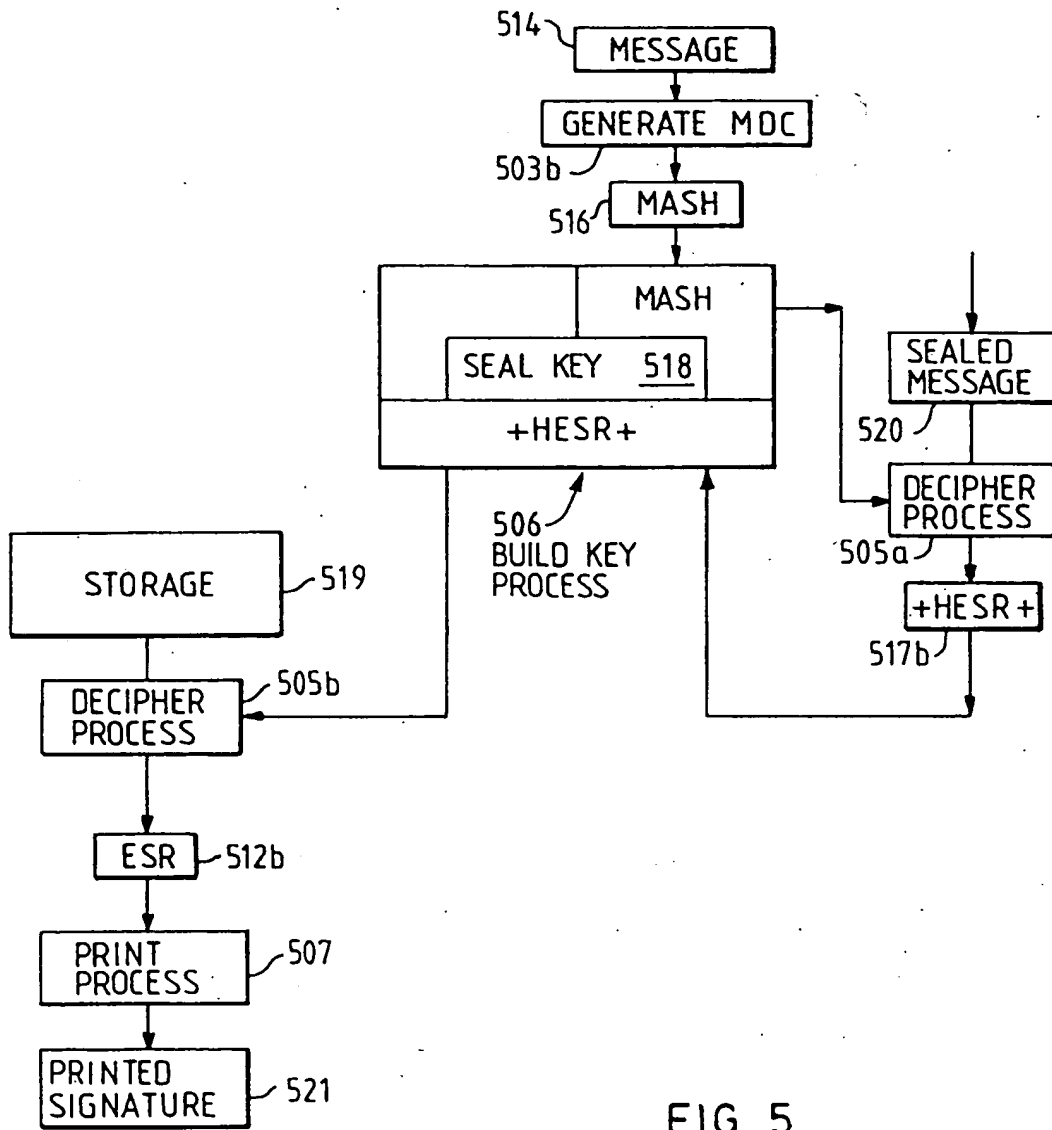 514
MESSAGE
GENERATE MDC
503b
516
MASH
MASH
SEAL KEY 518
+HESR+
506
BUILD KEY
PROCESS
SEALED
MESSAGE
520
DECIPHER
PROCESS
505a
+HESR+
517b
STORAGE
519
DECIPHER
PROCESS
505b
ESR
512b
PRINT
PROCESS
507
PRINTED
SIGNATURE
521
FIG. 5